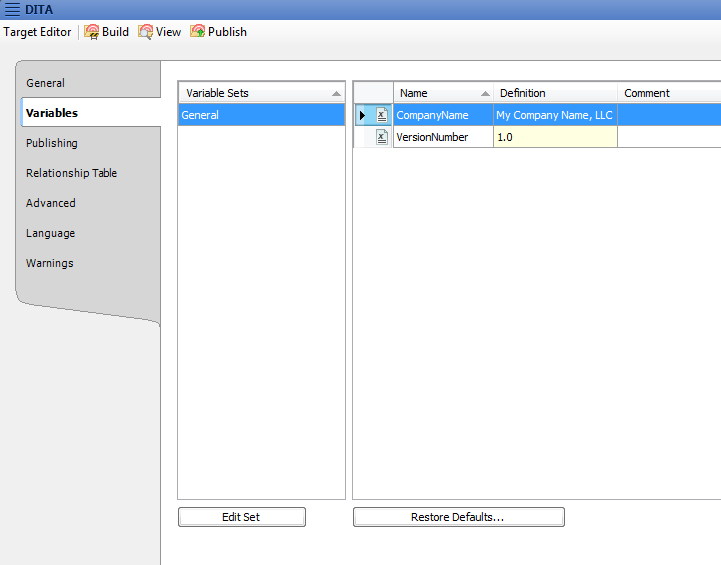 DITA
Target Editor Build View Publish
General
Variables
Publishing
Relationship Table
Advanced
Language
Warnings
Variable Sets
General
Edit Set
Name Definition Comment
CompanyName My Company Name, LLC
VersionNumber 1.0
Restore Defaults...